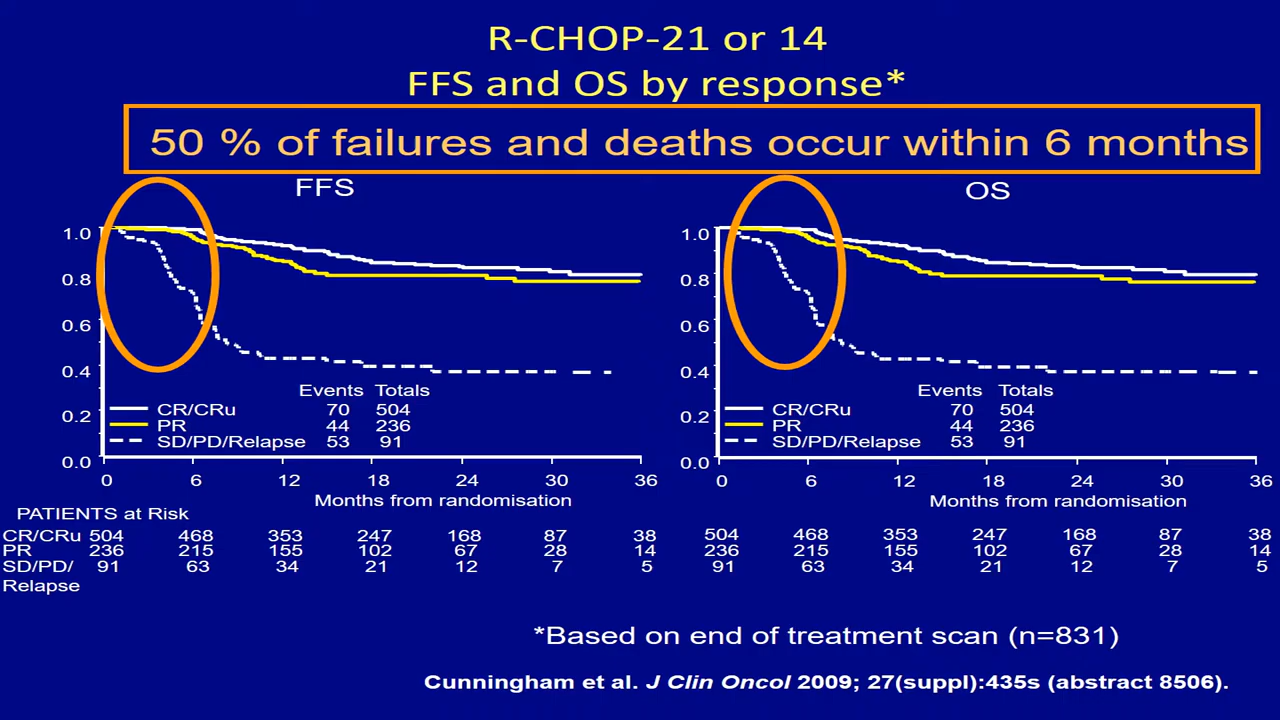 R-CHOP-21 or 14
FFS and OS by response*
50 % of failures and deaths occur within 6 months
FFS
1.0
0.8
0.6
0.4
0.2
0.0
Events Totals
CR/CRu 70 504
PR 44 236
SD/PD/Relapse 53 91
0 6 12 18 24 30 36
Months from randomisation
OS
1.0
0.8
0.6
0.4
0.2
0.0
Events Totals
CR/CRu 70 504
PR 44 236
SD/PD/Relapse 53 91
0 6 12 18 24 30 36
Months from randomisation
PATIENTS at Risk
CR/CRu 504 468 353 247 168 87 38 504 468 353 247 168 87 38
PR 236 215 155 102 67 28 14 236 215 155 102 67 28 14
SD/PD/ 91 63 34 21 12 7 5 91 63 34 21 12 7 5
Relapse
*Based on end of treatment scan (n=831)
Cunningham et al. J Clin Oncol 2009; 27(suppl):435s (abstract 8506).